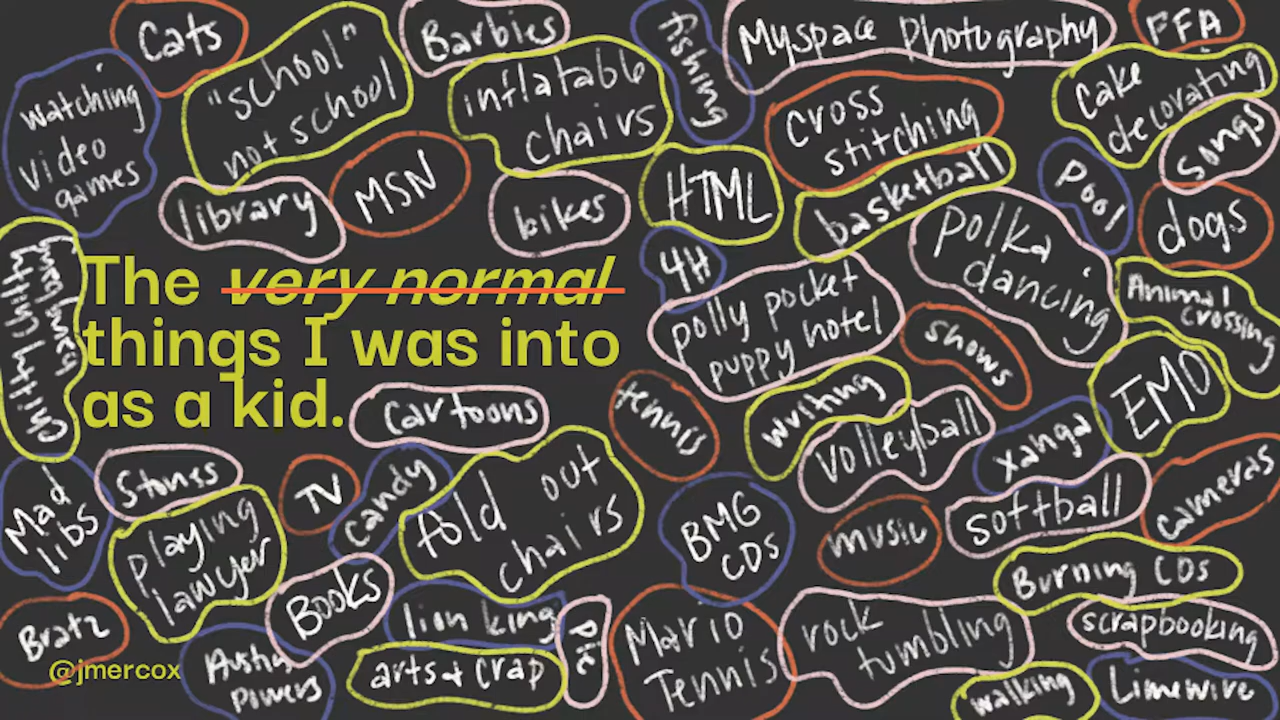 Cats
"school"
not school
Barbies
fishing
Myspace Photography
FFA
watching
video
games
inflatable
chairs
Cross
stitching
Cake
decorating
songs
library
MSN
bikes
HTML
basketball
Pool
dogs
4H
polka
dancing
The very normal
things I was into
as a kid.
polly pocket
puppy hotel
shows
Animal
crossing
Cartoons
tennis
writing
volleyball
xanga
EMO
Mad
libs
Stones
TV
candy
fold out
chairs
BMG
CDs
music
softball
cameras
playing
lawyer
Books
lion king
Burning CDs
Bratz
@jmercox
Powers
arts & crap
Pic
Mario
Tennis
rock
tumbling
scrapbooking
walking
Limewire